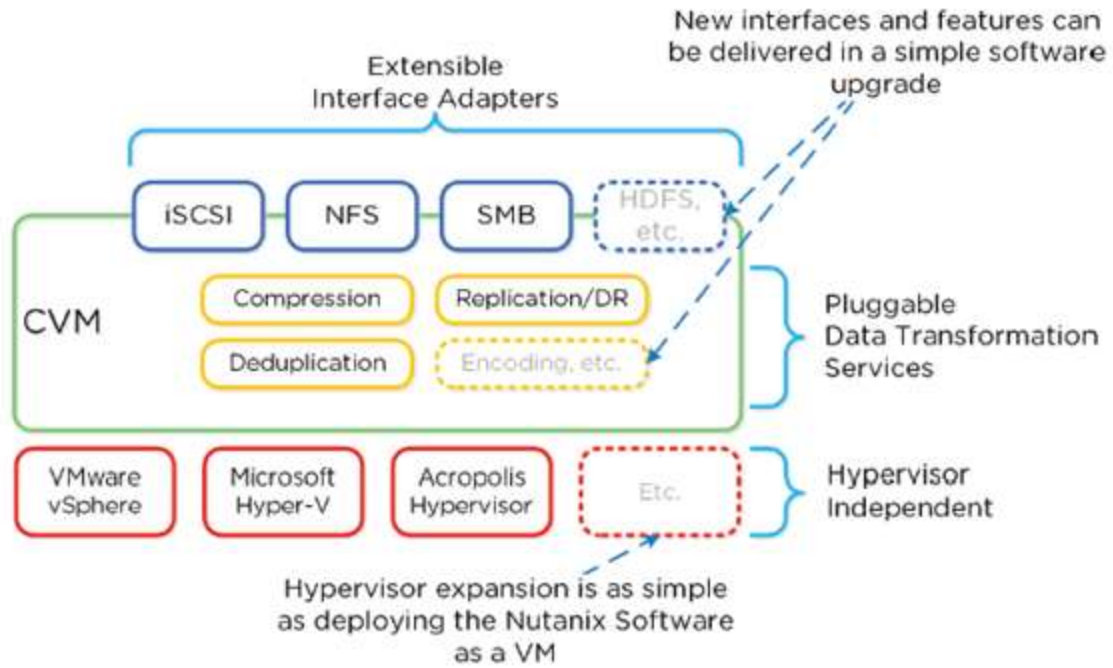 New interfaces and features can
be delivered in a simple software
upgrade
Extensible
Interface Adapters
iSCSI
NFS
SMB
HDFS,
etc.
CVM
Compression
Replication/DR
Deduplication
Encoding, etc.
Pluggable
Data Transformation
Services
VMware
vSphere
Microsoft
Hyper-V
Acropolis
Hypervisor
Etc.
Hypervisor
Independent
Hypervisor expansion is as simple
as deploying the Nutanix Software
as a VM